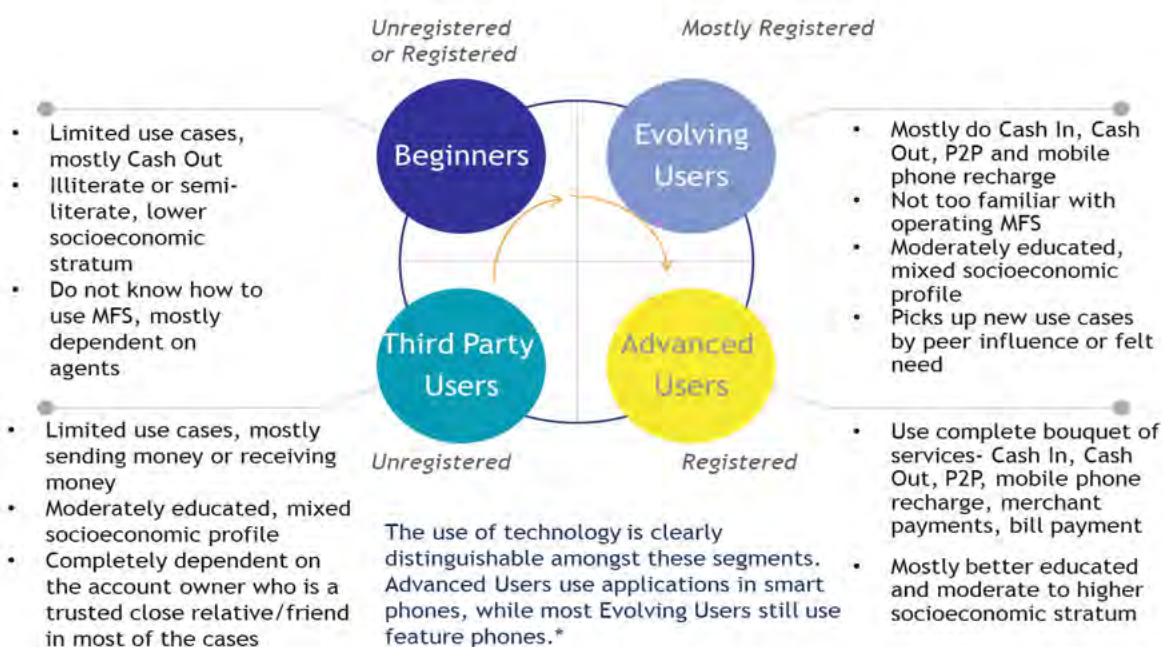 Unregistered
or Registered
Mostly Registered
Beginners
Evolving
Users
Third Party
Users
Advanced
Users
Unregistered
Registered
• Limited use cases,
mostly Cash Out
• Illiterate or semi-
literate, lower
socioeconomic
stratum
• Do not know how to
use MFS, mostly
dependent on
agents
• Mostly do Cash In, Cash
Out, P2P and mobile
phone recharge
• Not too familiar with
operating MFS
• Moderately educated,
mixed socioeconomic
profile
• Picks up new use cases
by peer influence or felt
need
• Limited use cases, mostly
sending money or receiving
money
• Moderately educated, mixed
socioeconomic profile
• Completely dependent on
the account owner who is a
trusted close relative/friend
in most of the cases
The use of technology is clearly
distinguishable amongst these segments.
Advanced Users use applications in smart
phones, while most Evolving Users still use
feature phones.*
• Use complete bouquet of
services- Cash In, Cash
Out, P2P, mobile phone
recharge, merchant
payments, bill payment
• Mostly better educated
and moderate to higher
socioeconomic stratum